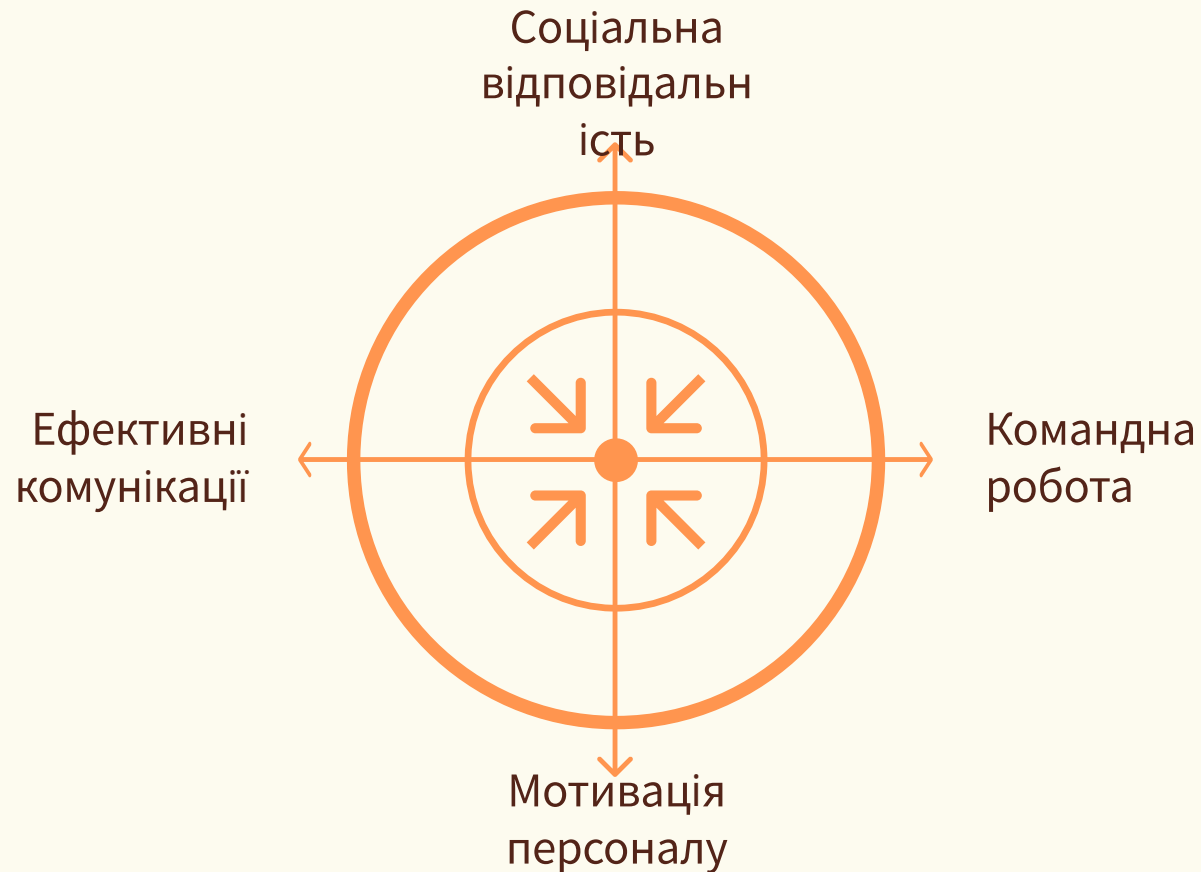 Соціальна
відповідальн
ість
Ефективні
комунікації
Командна
робота
Мотивація
персоналу